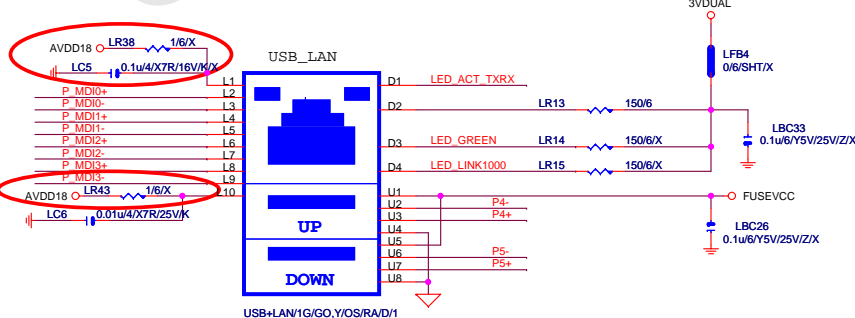 3VDUAL
AVDD18 LR38 1/6/X
LC5 0.1u/4/X7R/16V/K/X
USB_LAN
LFB4
0/6/SHT/X
L1 D1 LED_ACT_TXRX
P_MDI0+ L2
P_MDI0- L3 D2 LR13 150/6
P_MDI1+ L4
P_MDI1- L5
P_MDI2+ L6 D3 LED_GREEN LR14 150/6/X
P_MDI2- L7
P_MDI3+ L8 D4 LED_LINK1000 LR15 150/6/X
P_MDI3- L9
LBC33
0.1u/6/Y5V/25V/Z/X
AVDD18 LR43 1/6/X L10
LC6 0.01u/4/X7R/25V/K
U1 FUSEVCC
U2 P4-
U3 P4+
U4
UP U5
U6 P5-
U7 P5+
DOWN U8
LBC26
0.1u/6/Y5V/25V/Z/X
USB+LAN/1G/GO,Y/OS/RA/D/1